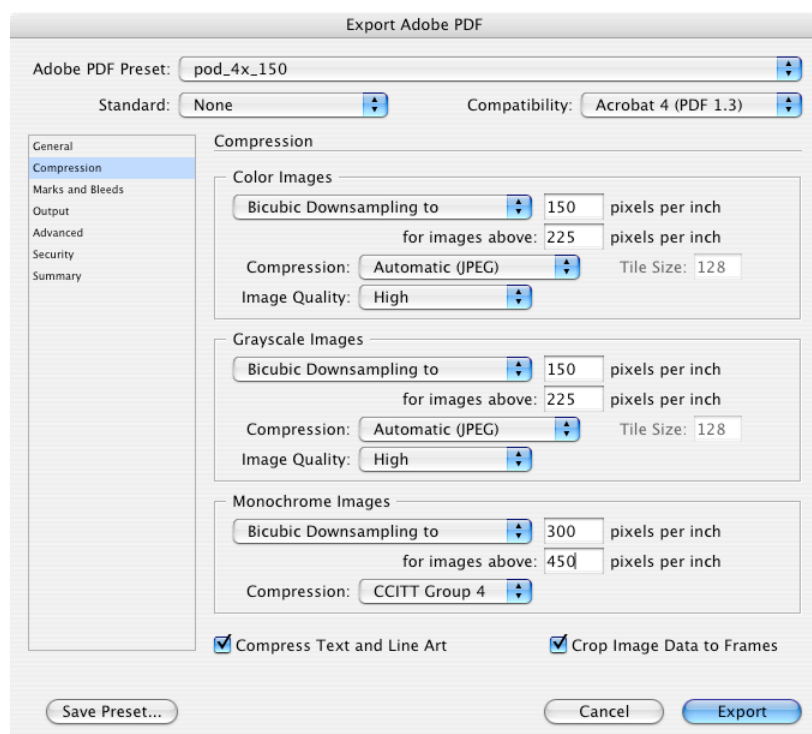 Export Adobe PDF
Adobe PDF Preset: pod_4x_150
Standard: None Compatibility: Acrobat 4 (PDF 1.3)
General
Compression
Marks and Bleeds
Output
Advanced
Security
Summary
Compression
Color Images
Bicubic Downsampling to 150 pixels per inch
for images above: 225 pixels per inch
Compression: Automatic (JPEG) Tile Size: 128
Image Quality: High
Grayscale Images
Bicubic Downsampling to 150 pixels per inch
for images above: 225 pixels per inch
Compression: Automatic (JPEG) Tile Size: 128
Image Quality: High
Monochrome Images
Bicubic Downsampling to 300 pixels per inch
for images above: 450 pixels per inch
Compression: CCITT Group 4
Compress Text and Line Art Crop Image Data to Frames
Save Preset... Cancel Export